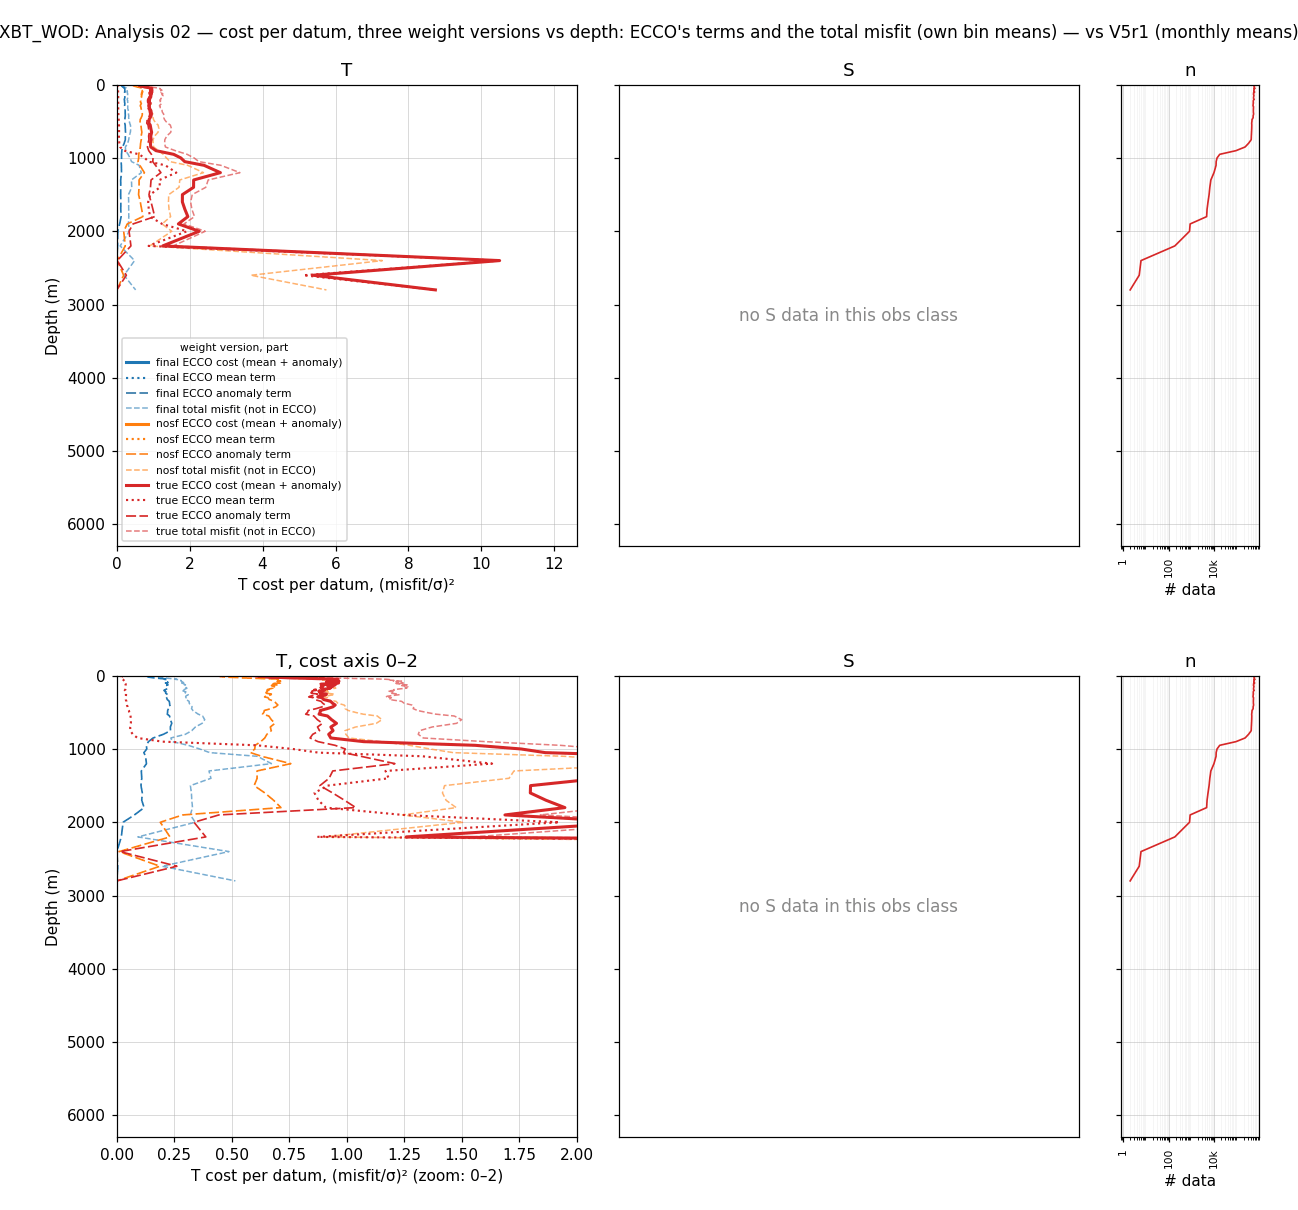 XBT_WOD: Analysis 02 — cost per datum, three weight versions vs depth: ECCO's terms and the total misfit (own bin means) — vs V5r1 (monthly means)
T
S
n
0
1000
2000
3000
4000
5000
6000
Depth (m)
weight version, part
final ECCO cost (mean + anomaly)
final ECCO mean term
final ECCO anomaly term
final total misfit (not in ECCO)
nosf ECCO cost (mean + anomaly)
nosf ECCO mean term
nosf ECCO anomaly term
nosf total misfit (not in ECCO)
true ECCO cost (mean + anomaly)
true ECCO mean term
true ECCO anomaly term
true total misfit (not in ECCO)
0 2 4 6 8 10 12
T cost per datum, (misfit/σ)²
no S data in this obs class
1 100 10k
# data
T, cost axis 0–2
S
n
0
1000
2000
3000
4000
5000
6000
Depth (m)
0.00 0.25 0.50 0.75 1.00 1.25 1.50 1.75 2.00
T cost per datum, (misfit/σ)² (zoom: 0–2)
no S data in this obs class
1 100 10k
# data